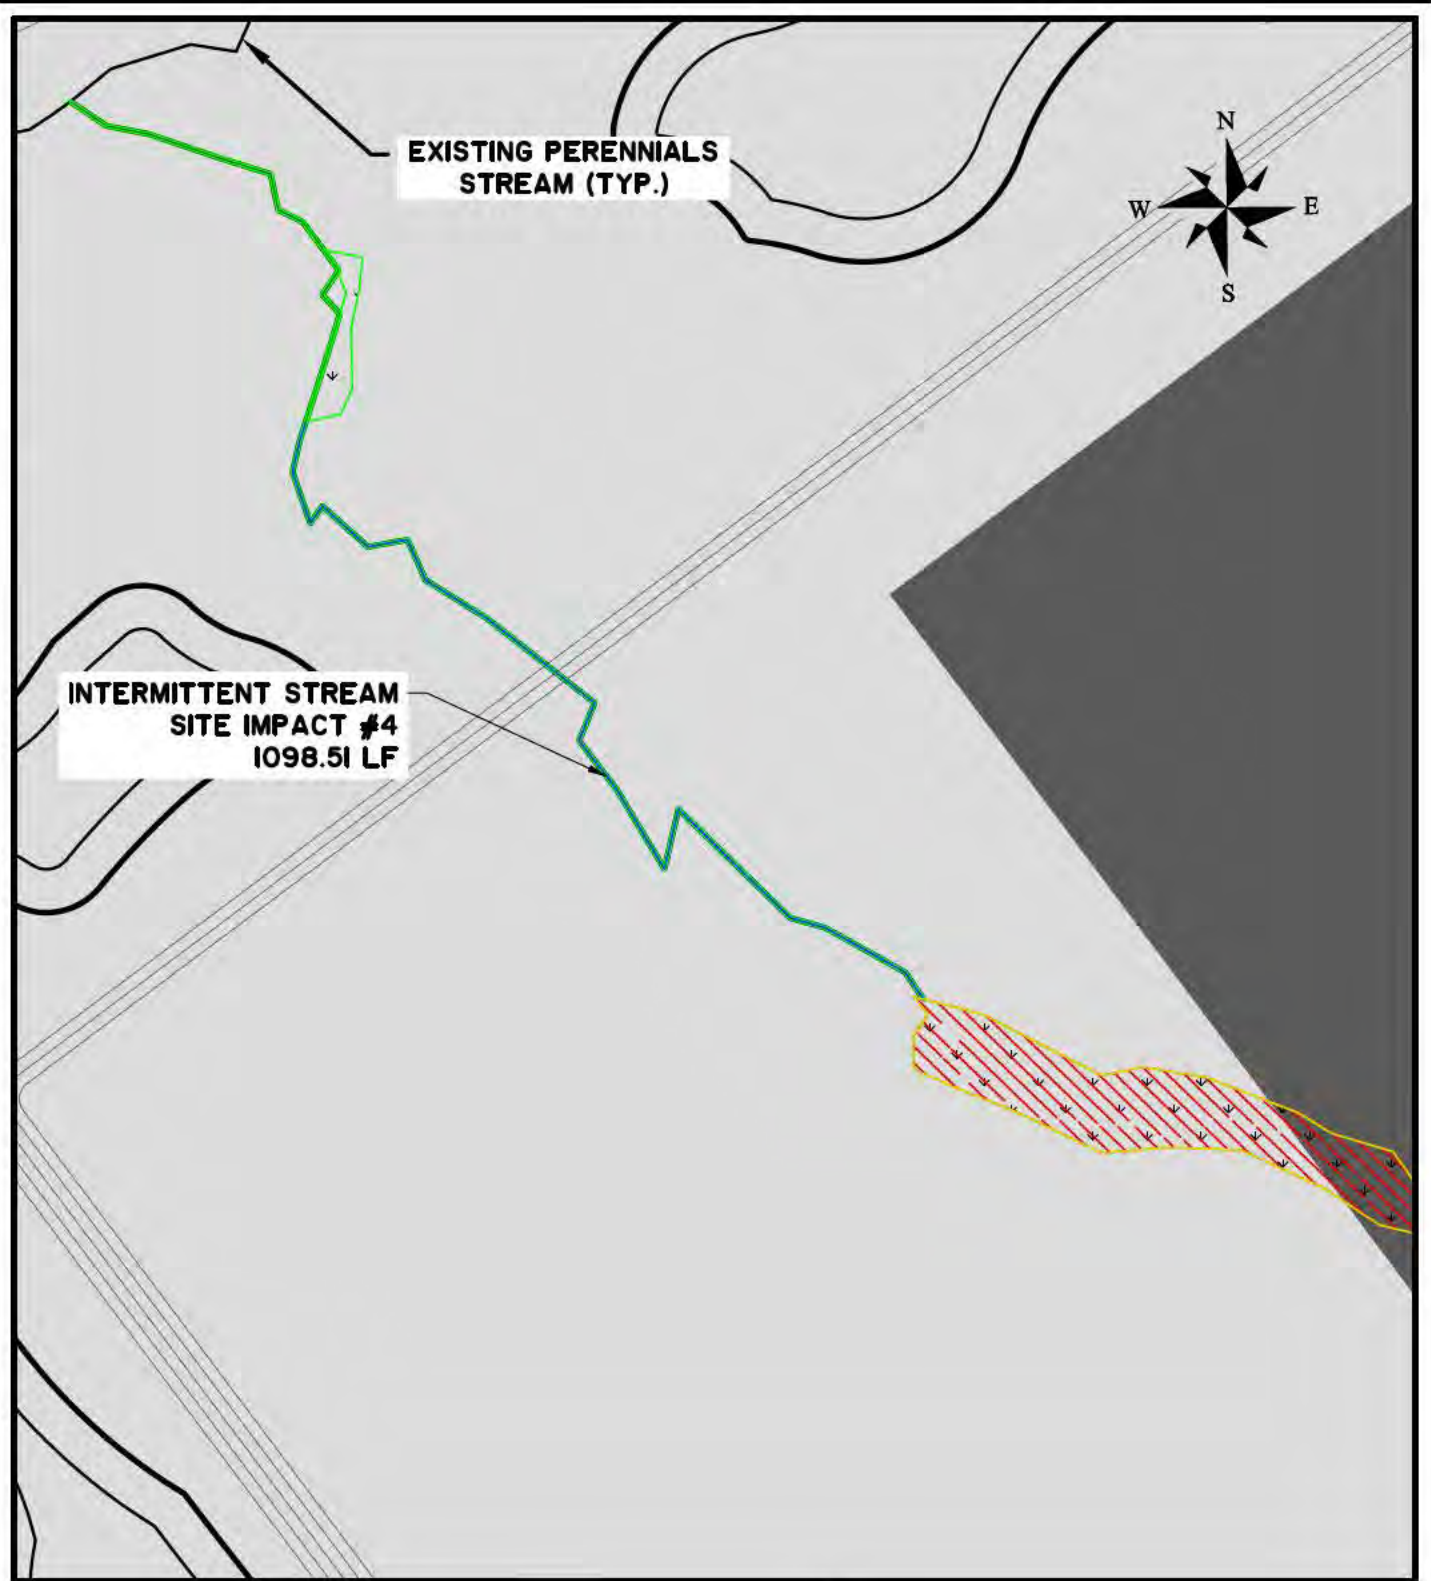 EXISTING PERENNIALS
STREAM (TYP.)
N
W
E
S
INTERMITTENT STREAM
SITE IMPACT #4
1098.51 LF